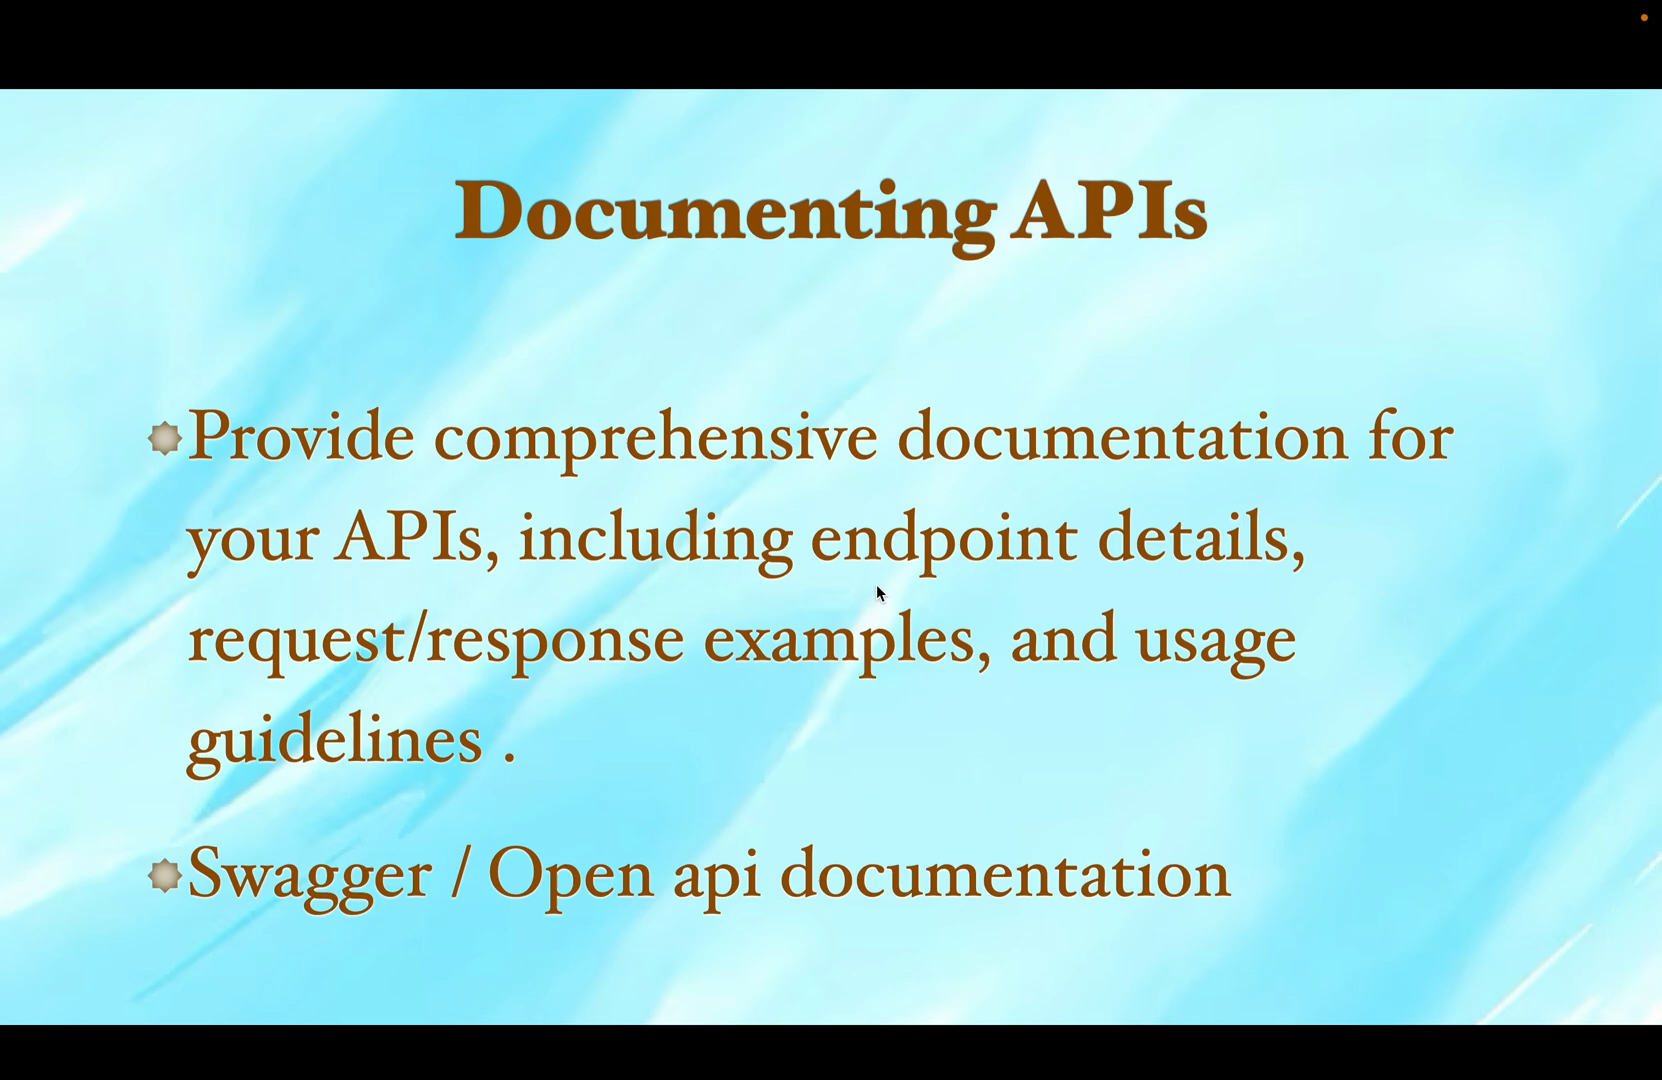 Documenting APIs
Provide comprehensive documentation for
your APIs, including endpoint details,
request/response examples, and usage
guidelines .
Swagger / Open api documentation